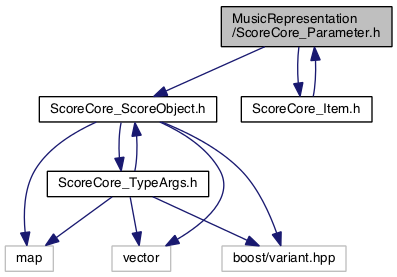 MusicRepresentation
/ScoreCore_Parameter.h
ScoreCore_ScoreObject.h
ScoreCore_Item.h
ScoreCore_TypeArgs.h
map
vector
boost/variant.hpp